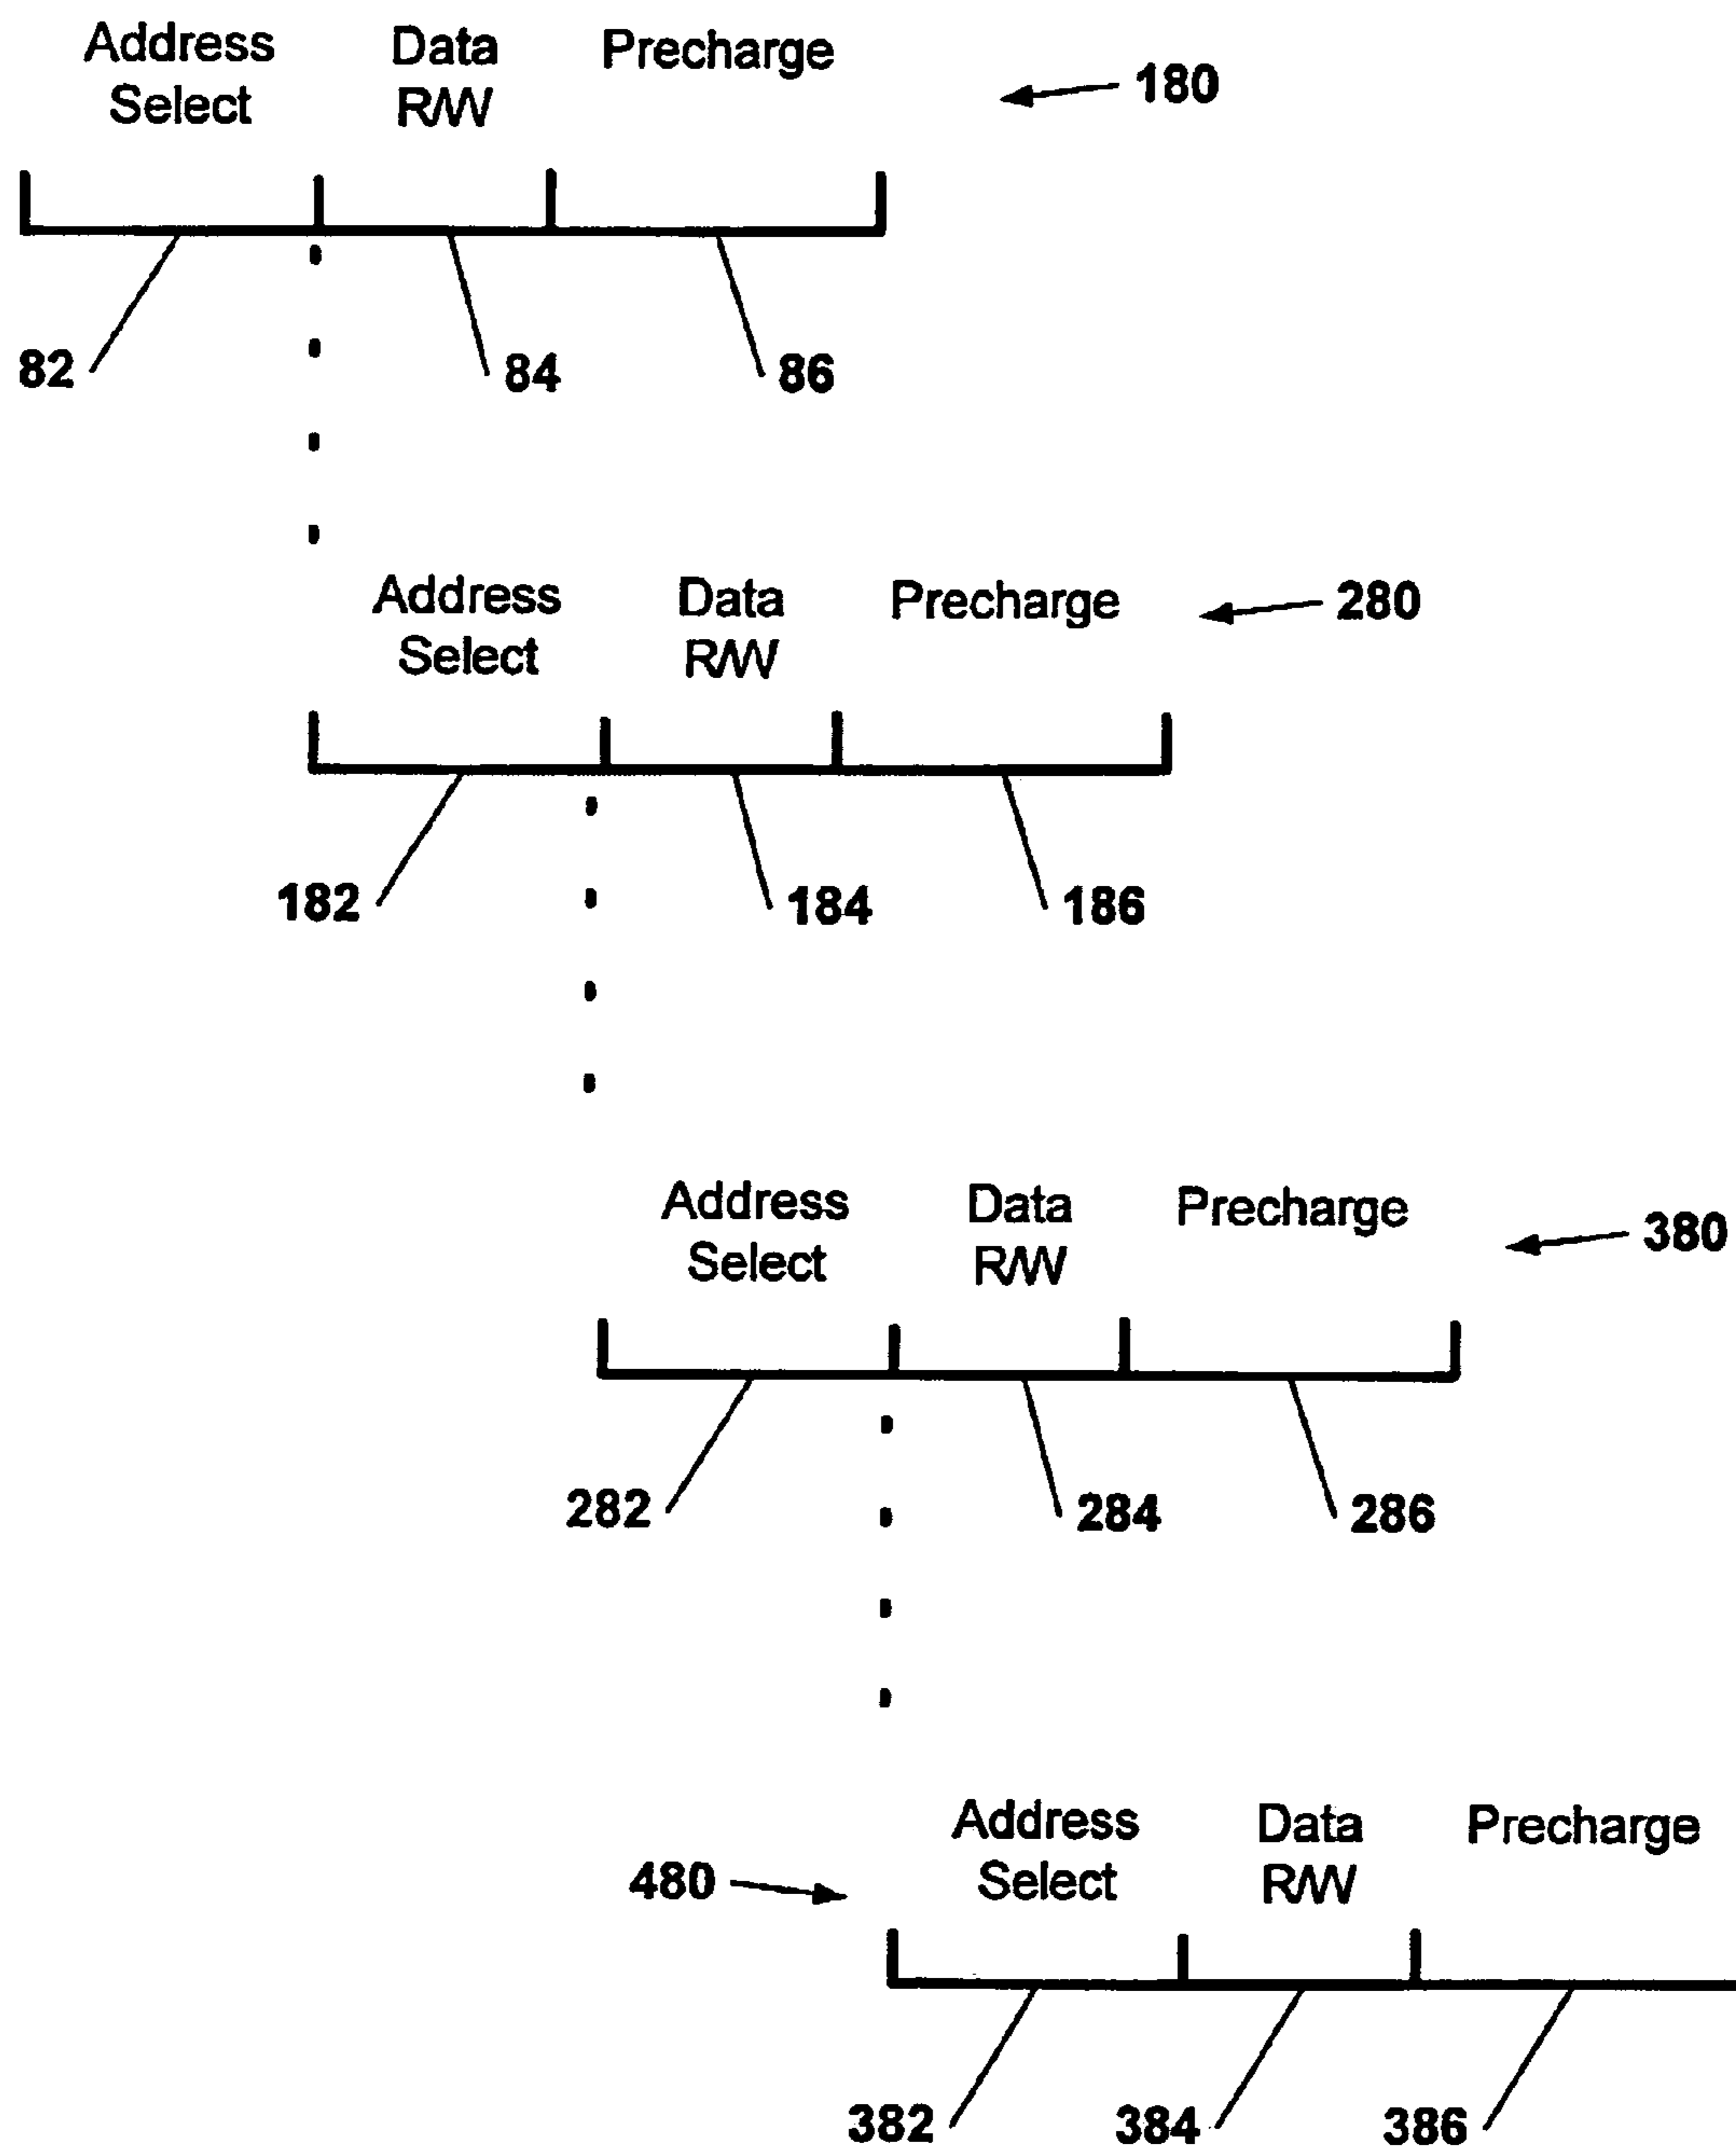 Address Data Precharge 180
Select R/W
82 84 86
Address Data Precharge 280
Select R/W
182 184 186
Address Data Precharge 380
Select R/W
282 284 286
Address Data Precharge
480 Select R/W
382 384 386